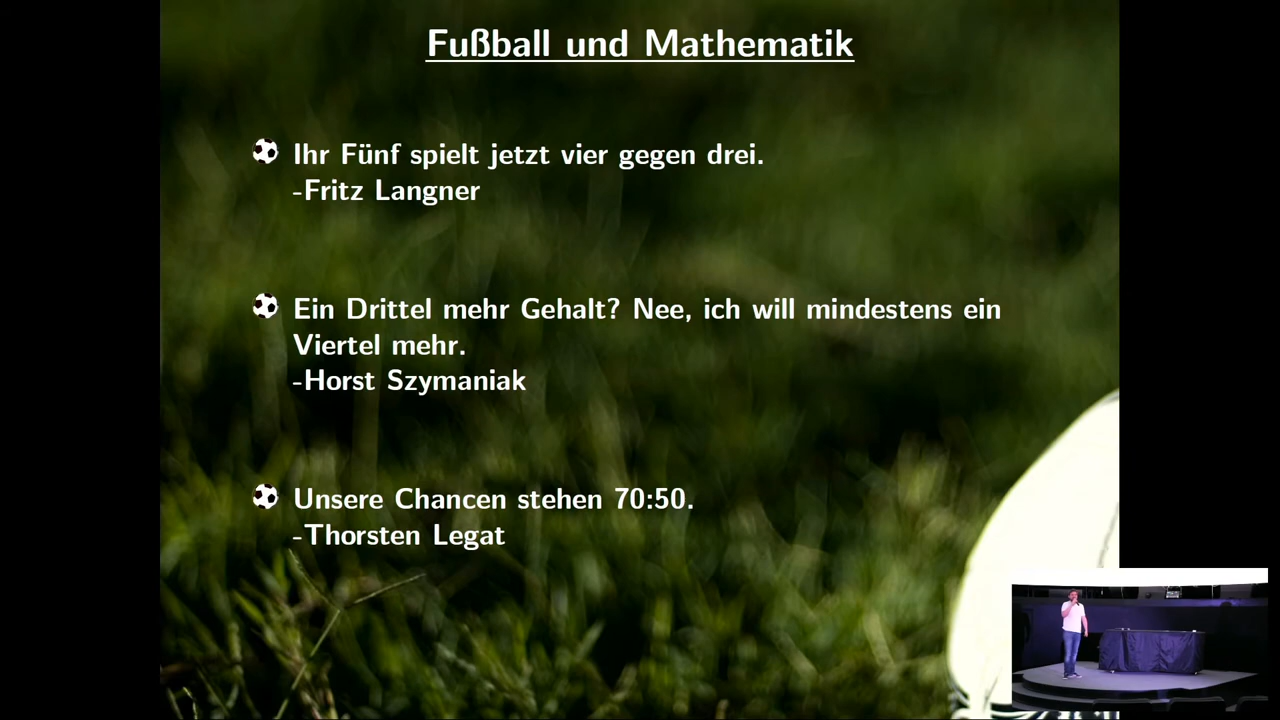 Fußball und Mathematik
Ihr Fünf spielt jetzt vier gegen drei.
-Fritz Langner
Ein Drittel mehr Gehalt? Nee, ich will mindestens ein
Viertel mehr.
-Horst Szymaniak
Unsere Chancen stehen 70:50.
-Thorsten Legat